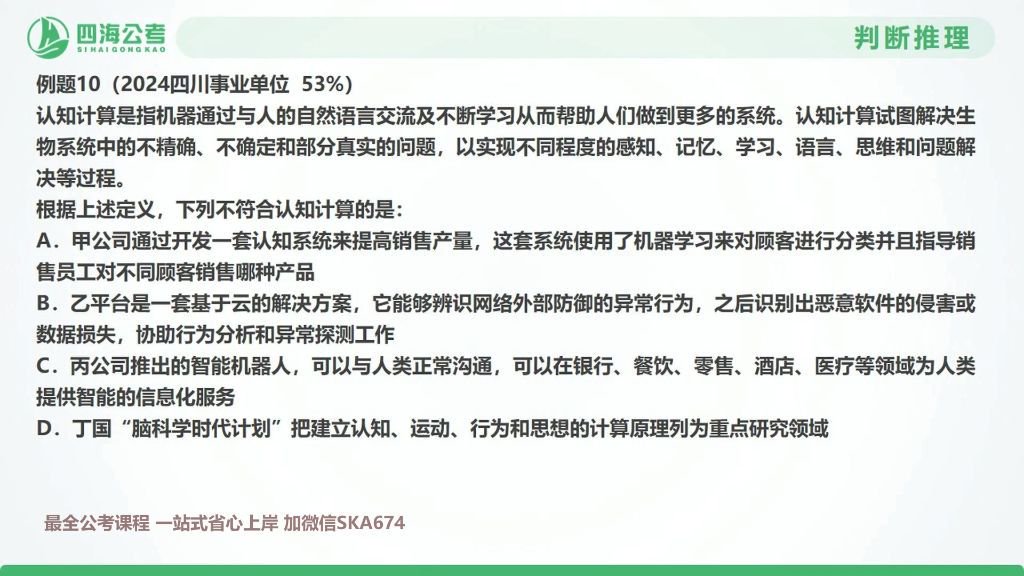 四海公考
SIHAIGONGKAO
判断推理
例题10（2024四川事业单位 53%）
认知计算是指机器通过与人的自然语言交流及不断学习从而帮助人们做到更多的系统。认知计算试图解决生
物系统中的不精确、不确定和部分真实的问题，以实现不同程度的感知、记忆、学习、语言、思维和问题解
决等过程。
根据上述定义，下列不符合认知计算的是：
A．甲公司通过开发一套认知系统来提高销售产量，这套系统使用了机器学习来对顾客进行分类并且指导销
售员工对不同顾客销售哪种产品
B．乙平台是一套基于云的解决方案，它能够辨识网络外部防御的异常行为，之后识别出恶意软件的侵害或
数据损失，协助行为分析和异常探测工作
C．丙公司推出的智能机器人，可以与人类正常沟通，可以在银行、餐饮、零售、酒店、医疗等领域为人类
提供智能的信息化服务
D．丁国“脑科学时代计划”把建立认知、运动、行为和思想的计算原理列为重点研究领域
最全公考课程 一站式省心上岸 加微信SKA674